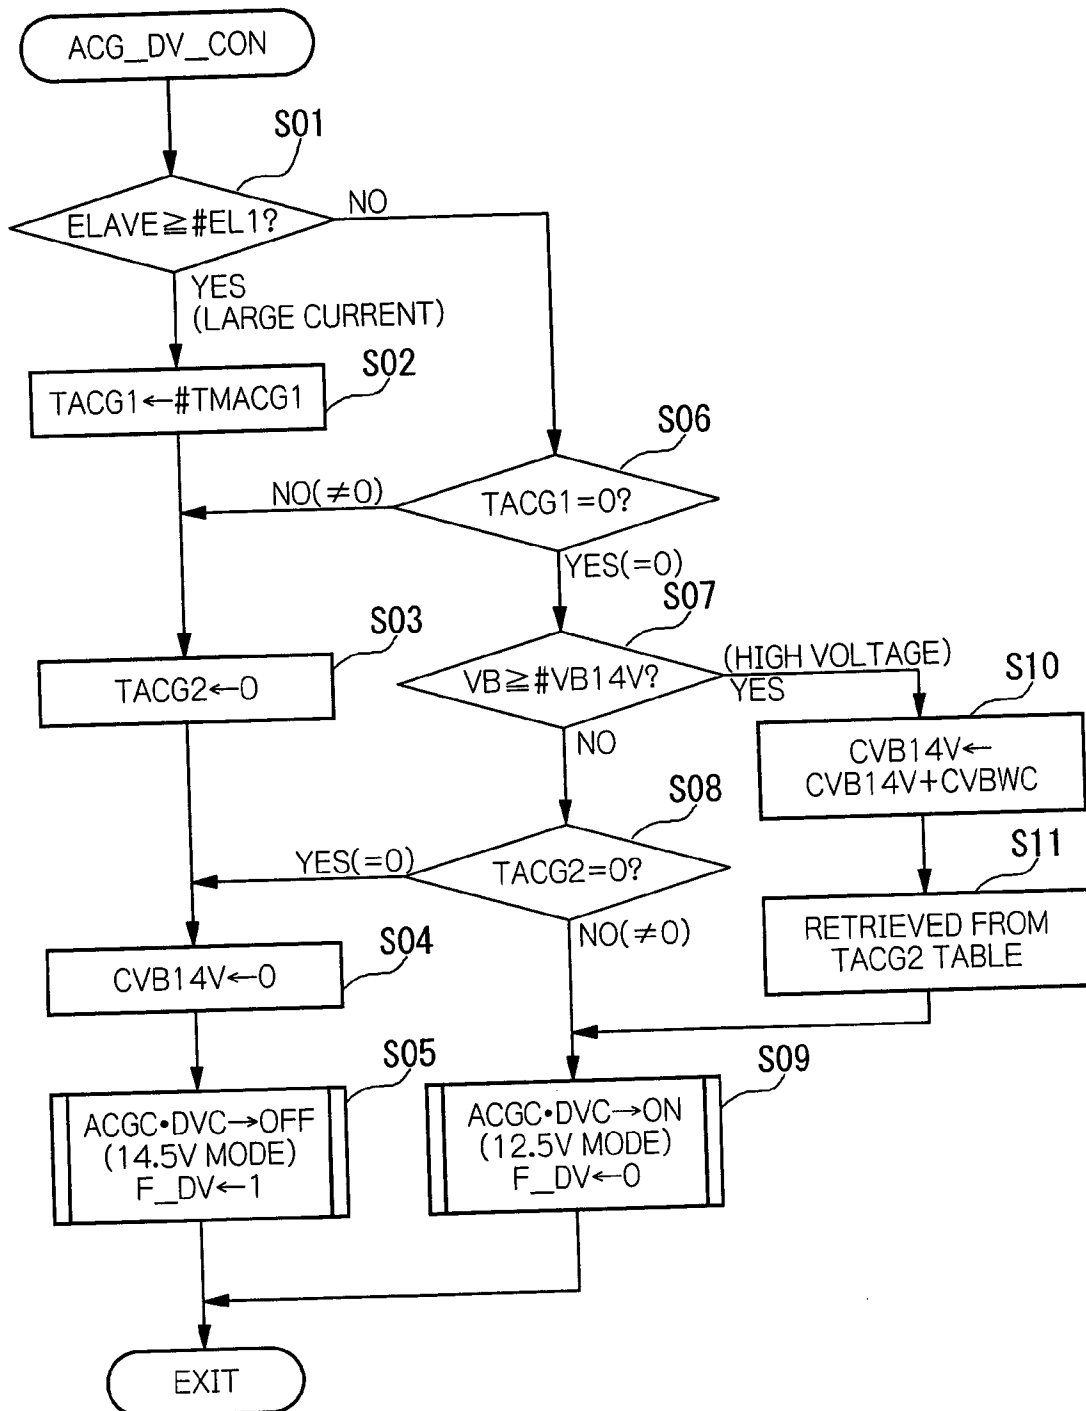 ACG_DV_CON
S01
ELAVE≧#EL1?
NO
YES
(LARGE CURRENT)
S02
TACG1←#TMACG1
S06
NO(≠0)
TACG1=0?
YES(=0)
S03
S07
TACG2←0
VB≧#VB14V?
(HIGH VOLTAGE)
YES
S10
NO
CVB14V←
CVB14V+CVBWC
S08
S11
YES(=0)
TACG2=0?
NO(≠0)
RETRIEVED FROM
TACG2 TABLE
S04
CVB14V←0
S05
S09
ACGC•DVC→OFF
(14.5V MODE)
F_DV←1
ACGC•DVC→ON
(12.5V MODE)
F_DV←0
EXIT